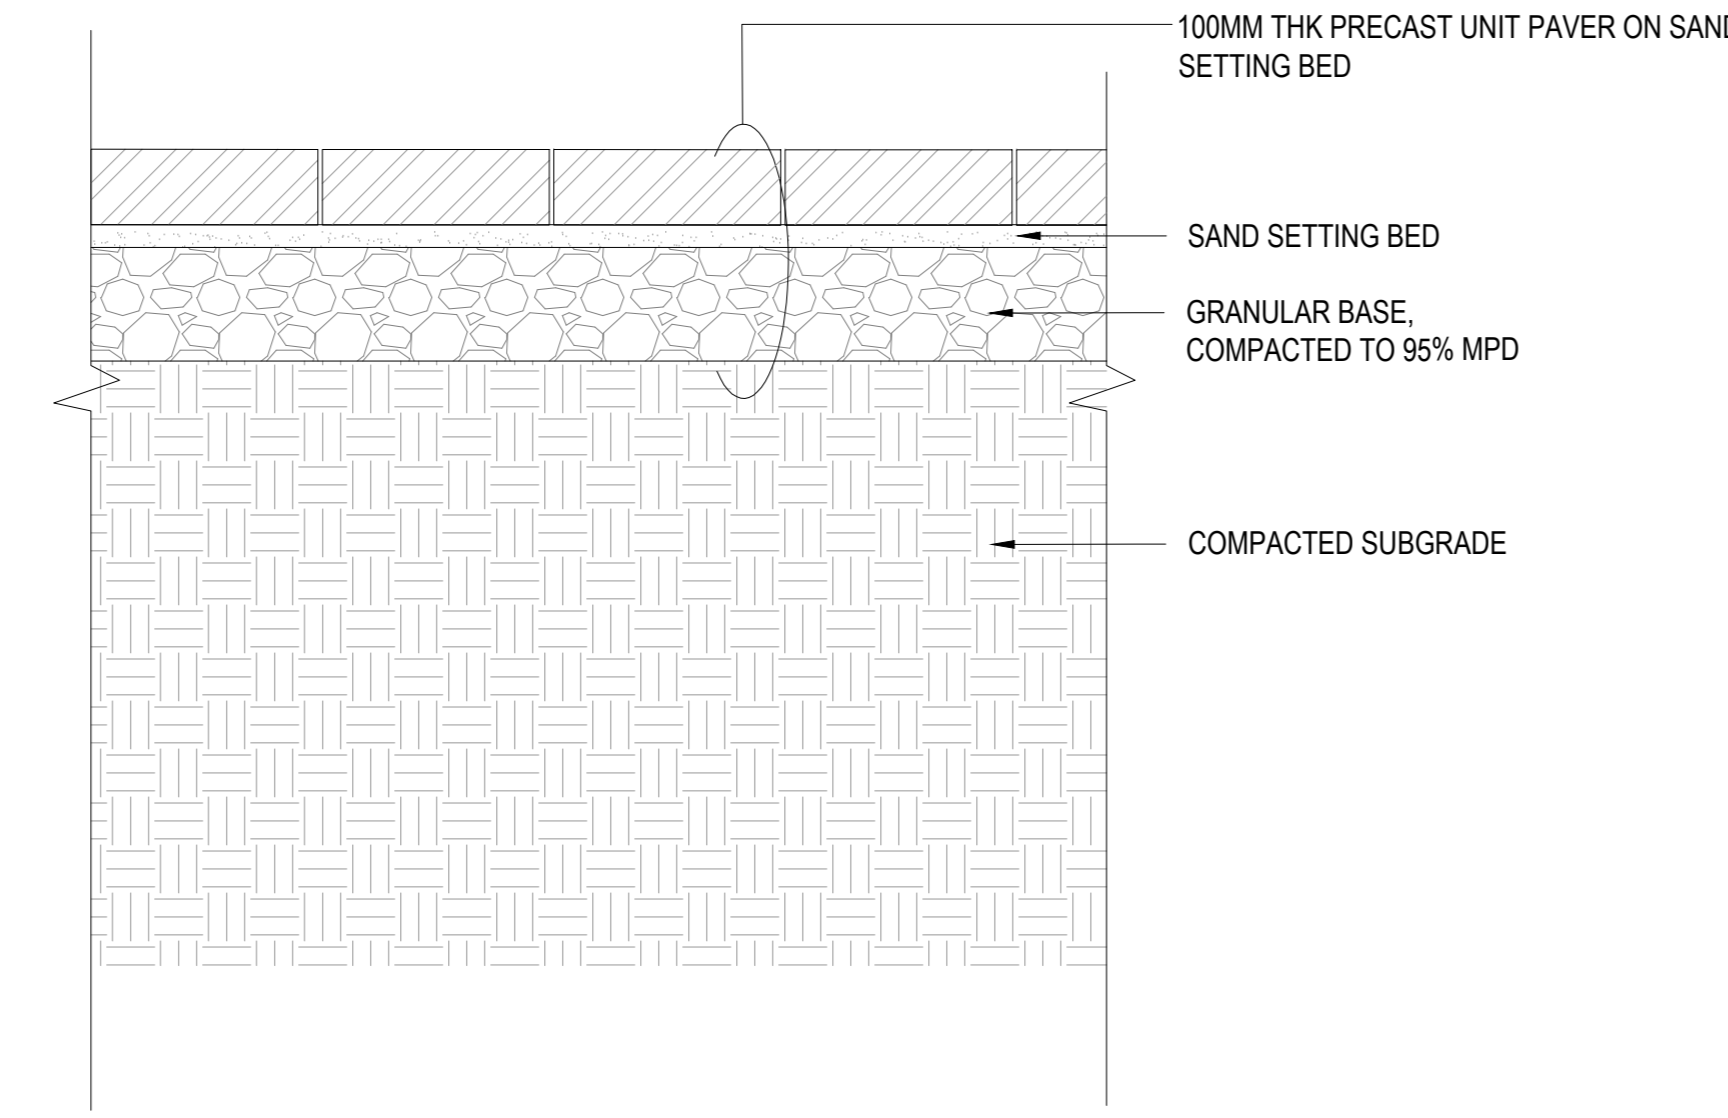 100MM THK PRECAST UNIT PAVER ON SAND
SETTING BED
SAND SETTING BED
GRANULAR BASE,
COMPACTED TO 95% MPD
COMPACTED SUBGRADE